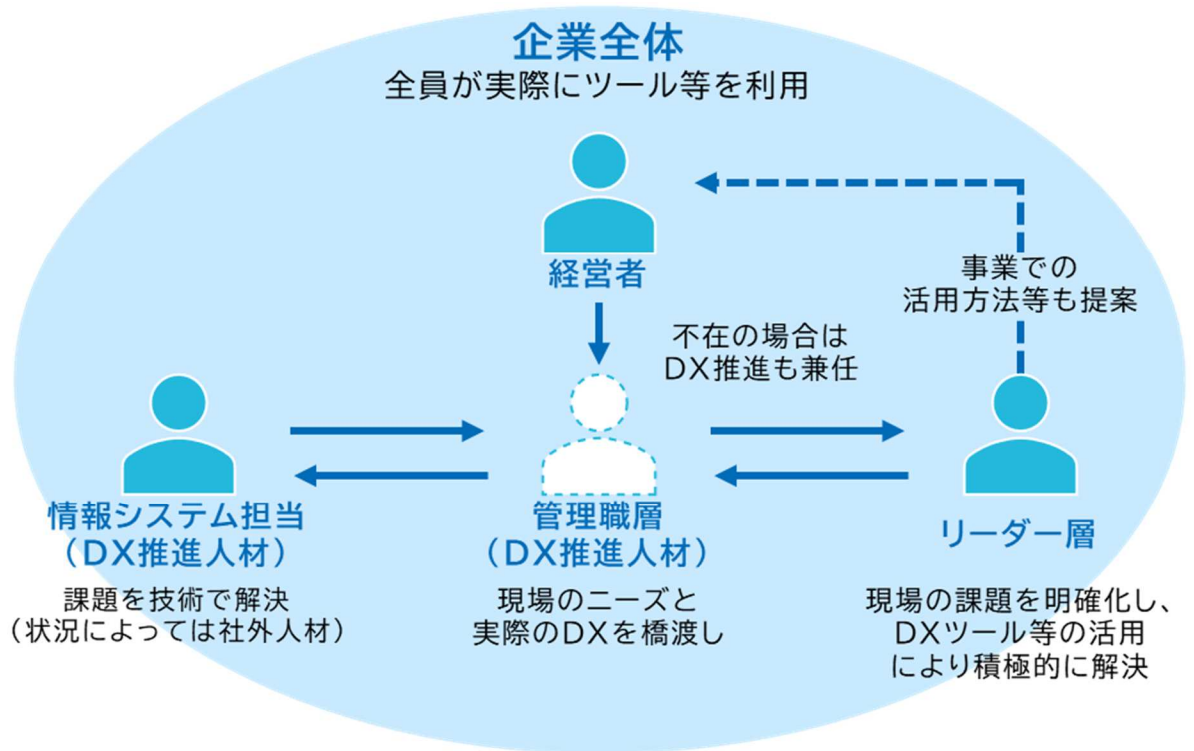 企業全体
全員が実際にツール等を利用
経営者
事業での
活用方法等も提案
不在の場合は
DX推進も兼任
情報システム担当
（DX推進人材）
課題を技術で解決
（状況によっては社外人材）
管理職層
（DX推進人材）
現場のニーズと
実際のDXを橋渡し
リーダー層
現場の課題を明確化し、
DXツール等の活用
により積極的に解決